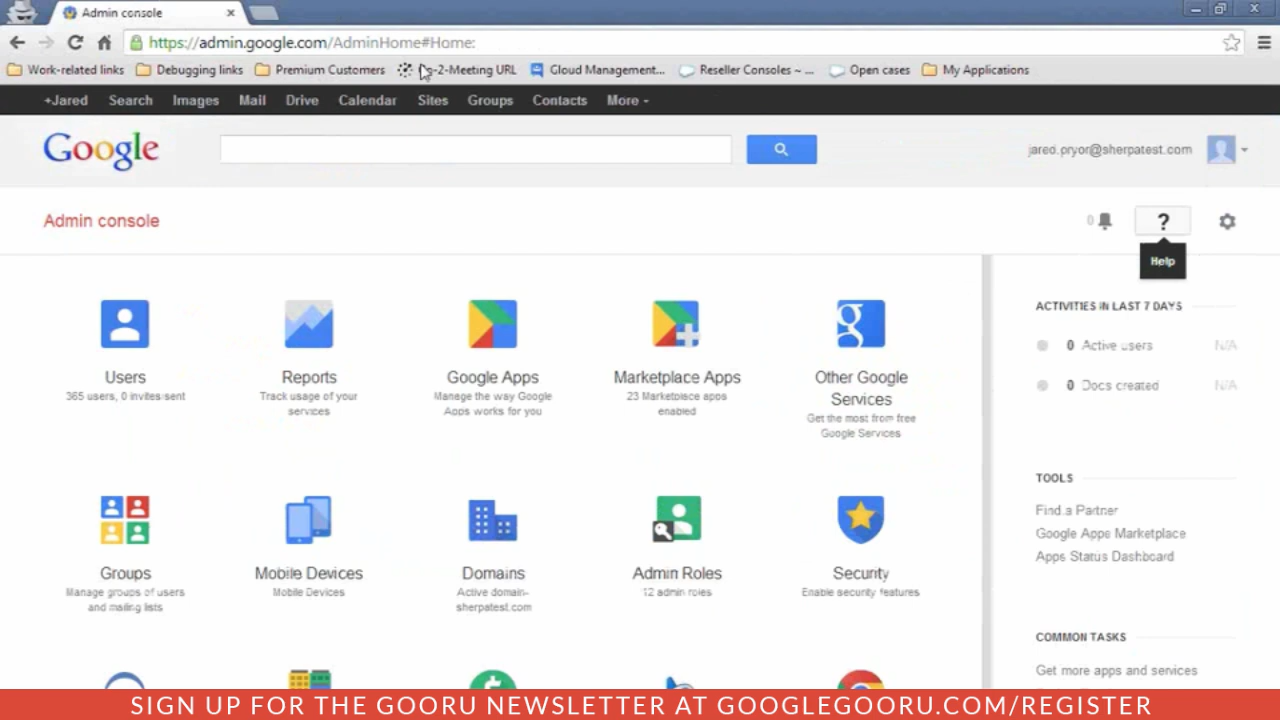 Admin console
https://admin.google.com/AdminHome#Home:
Work-related links Debugging links Premium Customers -2-Meeting URL Cloud Management... Reseller Consoles ~ ... Open cases My Applications
+Jared Search Images Mail Drive Calendar Sites Groups Contacts More
Google jared.pryor@sherpatest.com
Admin console 0 ?
Help
Users
365 users, 0 invites sent
Reports
Track usage of your
services
Google Apps
Manage the way Google
Apps works for you
Marketplace Apps
23 Marketplace apps
enabled
Other Google
Services
Get the most from free
Google Services
Groups
Manage groups of users
and mailing lists
Mobile Devices
Mobile Devices
Domains
Active domain-
sherpatest.com
Admin Roles
12 admin roles
Security
Enable security features
ACTIVITIES IN LAST 7 DAYS
0 Active users N/A
0 Docs created N/A
TOOLS
Find a Partner
Google Apps Marketplace
Apps Status Dashboard
COMMON TASKS
Get more apps and services
SIGN UP FOR THE GOORU NEWSLETTER AT GOOGLEGOORU.COM/REGISTER